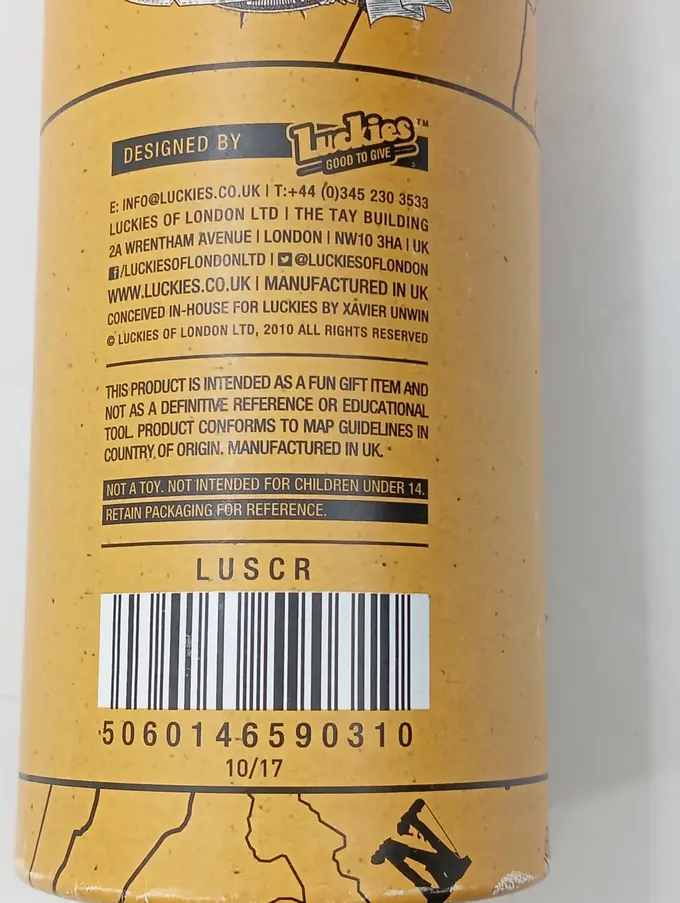 DESIGNED BY Luckies™
GOOD TO GIVE
E: INFO@LUCKIES.CO.UK | T:+44 (0)345 230 3533
LUCKIES OF LONDON LTD | THE TAY BUILDING
2A WRENTHAM AVENUE | LONDON | NW10 3HA | UK
f/LUCKIESOFLONDONLTD | @LUCKIESOFLONDON
WWW.LUCKIES.CO.UK | MANUFACTURED IN UK
CONCEIVED IN-HOUSE FOR LUCKIES BY XAVIER UNWIN
© LUCKIES OF LONDON LTD, 2010 ALL RIGHTS RESERVED
THIS PRODUCT IS INTENDED AS A FUN GIFT ITEM AND
NOT AS A DEFINITIVE REFERENCE OR EDUCATIONAL
TOOL. PRODUCT CONFORMS TO MAP GUIDELINES IN
COUNTRY OF ORIGIN. MANUFACTURED IN UK.
NOT A TOY. NOT INTENDED FOR CHILDREN UNDER 14.
RETAIN PACKAGING FOR REFERENCE.
LUSCR
5060146590310
10/17
N